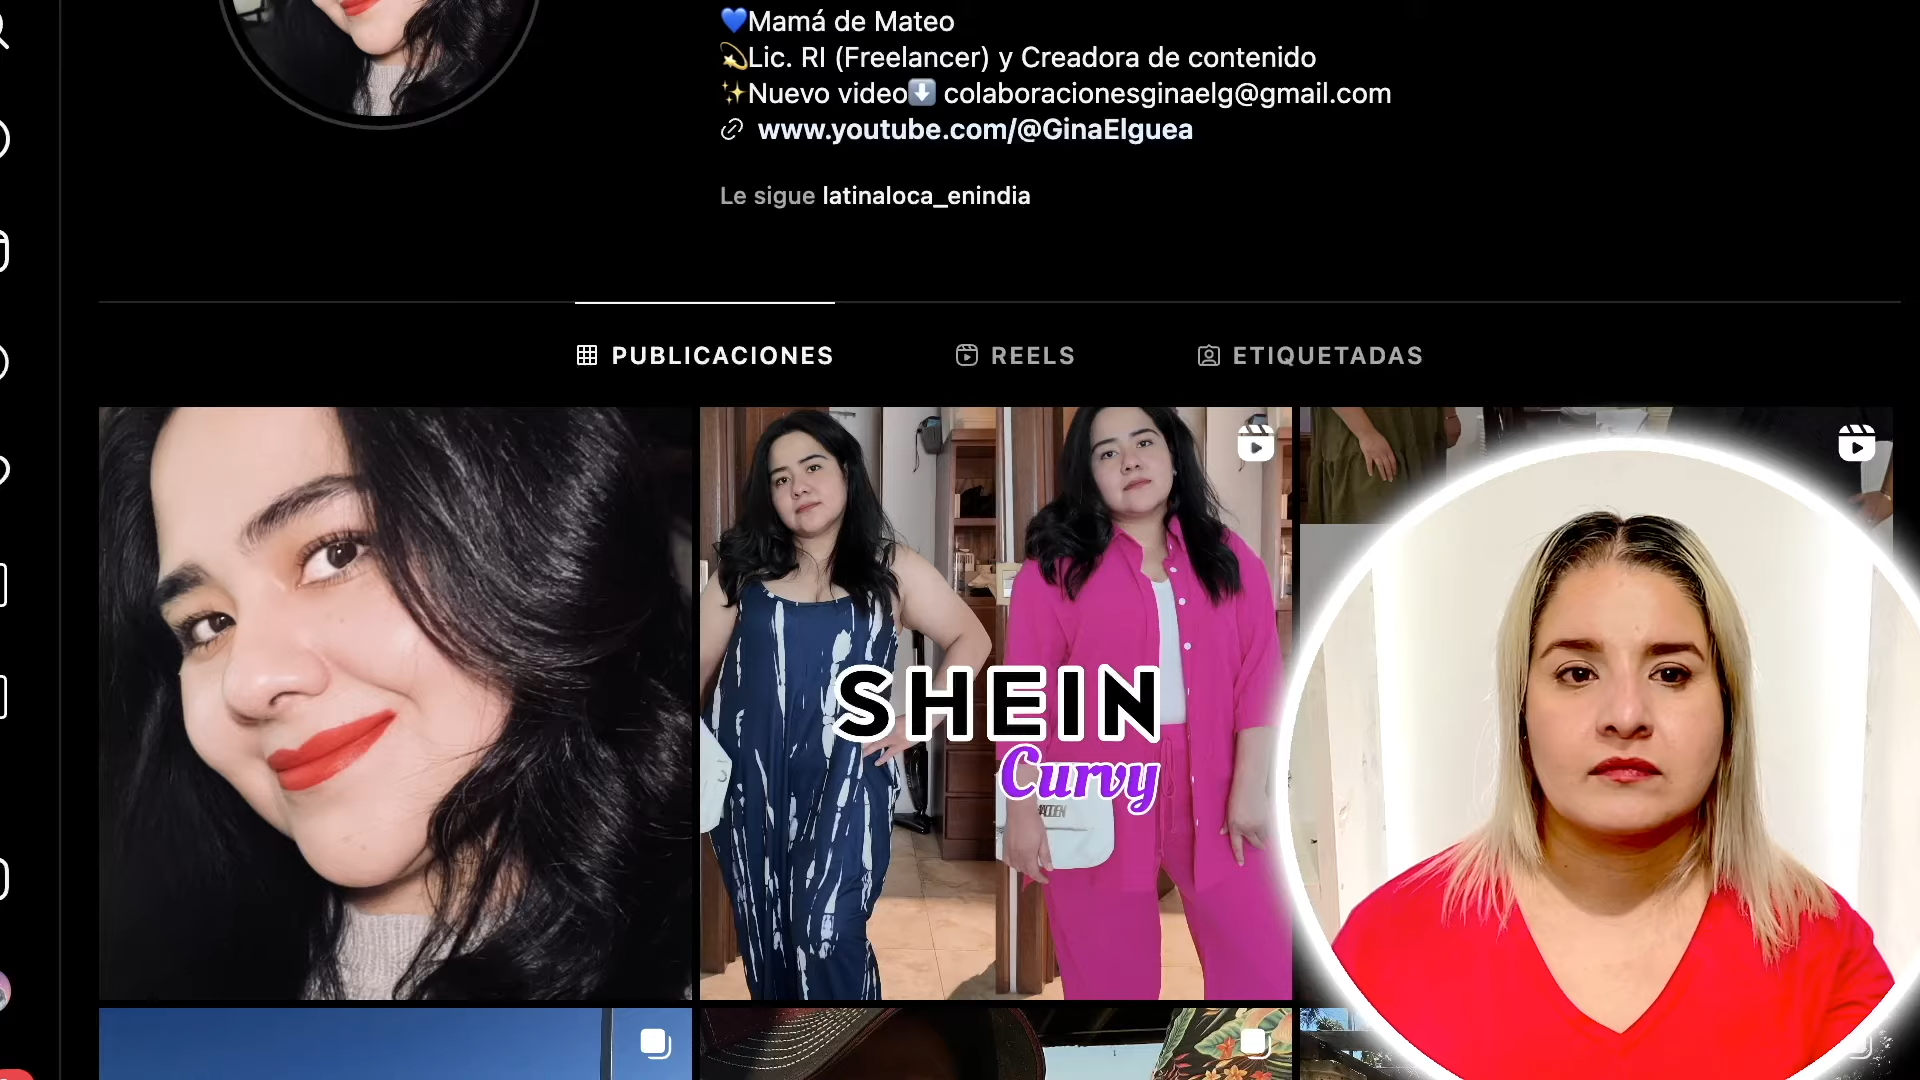 💙Mamá de Mateo
💫Lic. RI (Freelancer) y Creadora de contenido
✨Nuevo video⬇️ colaboracionesginaelg@gmail.com
www.youtube.com/@GinaElguea
Le sigue latinaloca_enindia
PUBLICACIONES
REELS
ETIQUETADAS
SHEIN
Curvy